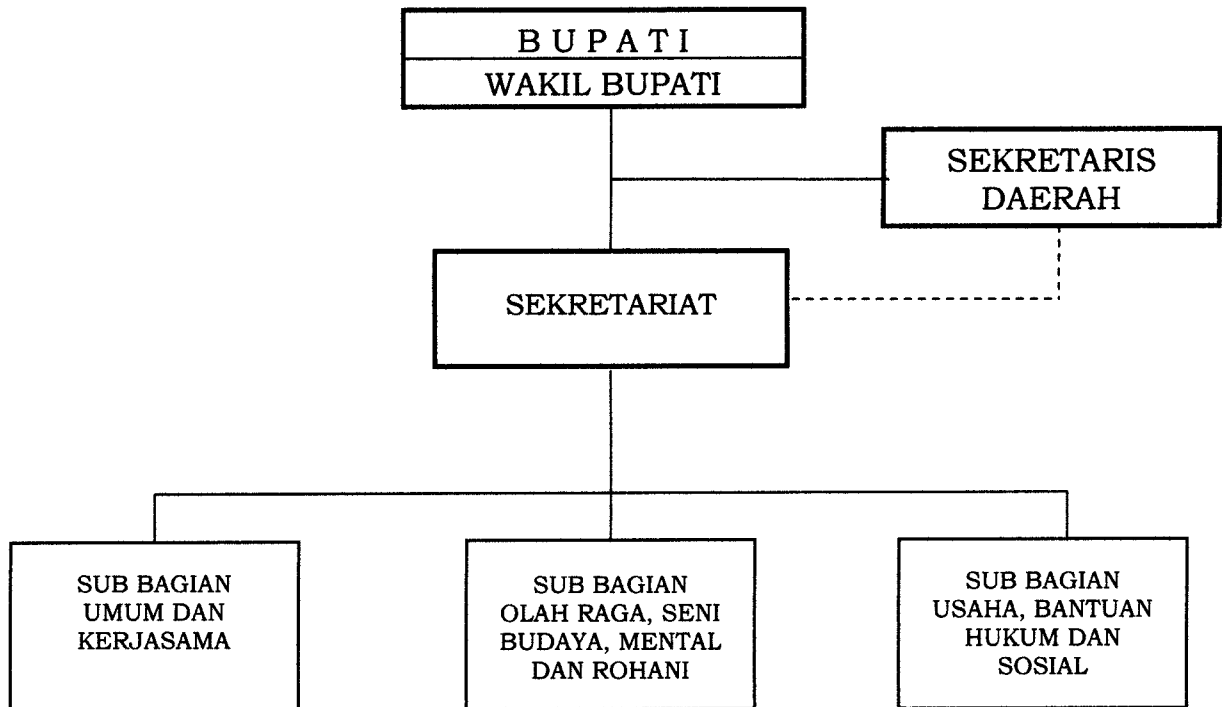 B U P A T I
WAKIL BUPATI
SEKRETARIS
DAERAH
SEKRETARIAT
SUB BAGIAN
UMUM DAN
KERJASAMA
SUB BAGIAN
OLAH RAGA, SENI
BUDAYA, MENTAL
DAN ROHANI
SUB BAGIAN
USAHA, BANTUAN
HUKUM DAN
SOSIAL